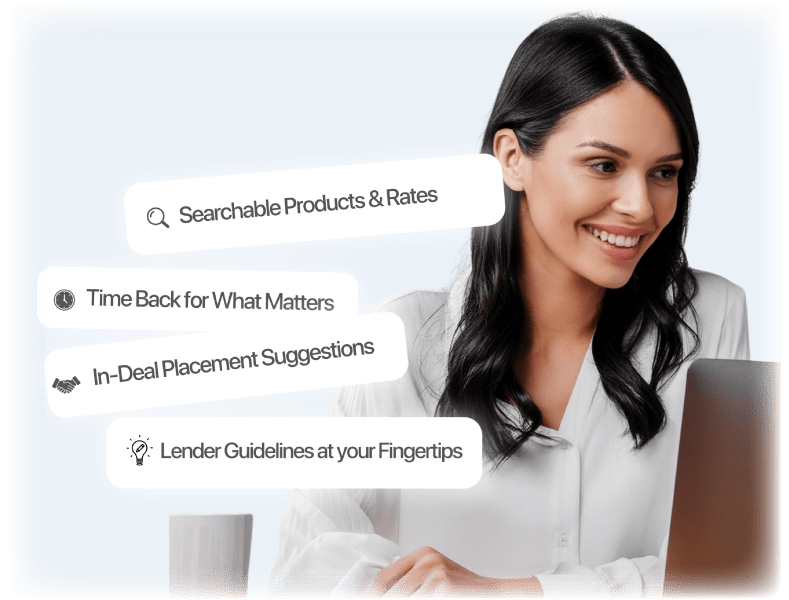 Searchable Products & Rates
Time Back for What Matters
In-Deal Placement Suggestions
Lender Guidelines at your Fingertips